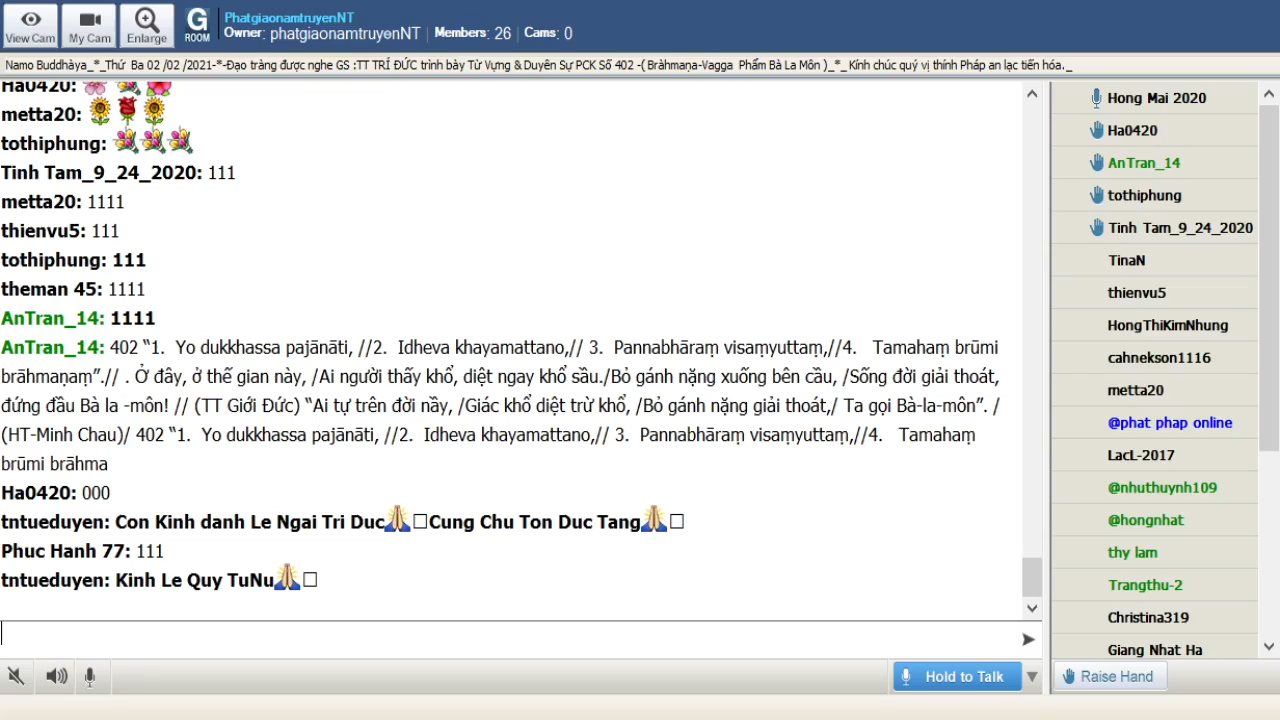 View Cam
My Cam
Enlarge
G
ROOM
PhatgiaonamtruyenNT
Owner: phatgiaonamtruyenNT | Members: 26 | Cams: 0
Namo Buddhàya_*_Thứ Ba 02 /02 /2021-*-Đạo tràng được nghe GS :TT TRÍ ĐỨC trình bày Từ Vựng & Duyên Sự PCK Số 402 -( Bràhmaṇa-Vagga Phẩm Bà La Môn )_*_ Kính chúc quý vị thính Pháp an lạc tiến hóa._
Ha0420:
metta20:
tothiphung:
Tinh Tam_9_24_2020: 111
metta20: 1111
thienvu5: 111
tothiphung: 111
theman 45: 1111
AnTran_14: 1111
AnTran_14: 402 “1. Yo dukkhassa pajānāti, //2. Idheva khayamattano,// 3. Pannabhāraṃ visaṃyuttaṃ,//4. Tamahaṃ brūmi
brāhmaṇaṃ”.// . Ở đây, ở thế gian này, /Ai người thấy khổ, diệt ngay khổ sầu./Bỏ gánh nặng xuống bên cầu, /Sống đời giải thoát,
đứng đầu Bà la -môn! // (TT Giới Đức) “Ai tự trên đời nầy, /Giác khổ diệt trừ khổ, /Bỏ gánh nặng giải thoát,/ Ta gọi Bà-la-môn”. /
(HT-Minh Chau)/ 402 “1. Yo dukkhassa pajānāti, //2. Idheva khayamattano,// 3. Pannabhāraṃ visaṃyuttaṃ,//4. Tamahaṃ
brūmi brāhma
Ha0420: 000
tntueduyen: Con Kinh danh Le Ngai Tri Duc🙏□Cung Chu Ton Duc Tang🙏□
Phuc Hanh 77: 111
tntueduyen: Kinh Le Quy TuNu🙏□
Hold to Talk
Hong Mai 2020
Ha0420
AnTran_14
tothiphung
Tinh Tam_9_24_2020
TinaN
thienvu5
HongThiKimNhung
cahnekson1116
metta20
@phat phap online
LacL-2017
@nhuthuynh109
@hongnhat
thy lam
Trangthu-2
Christina319
Giang Nhat Ha
Raise Hand